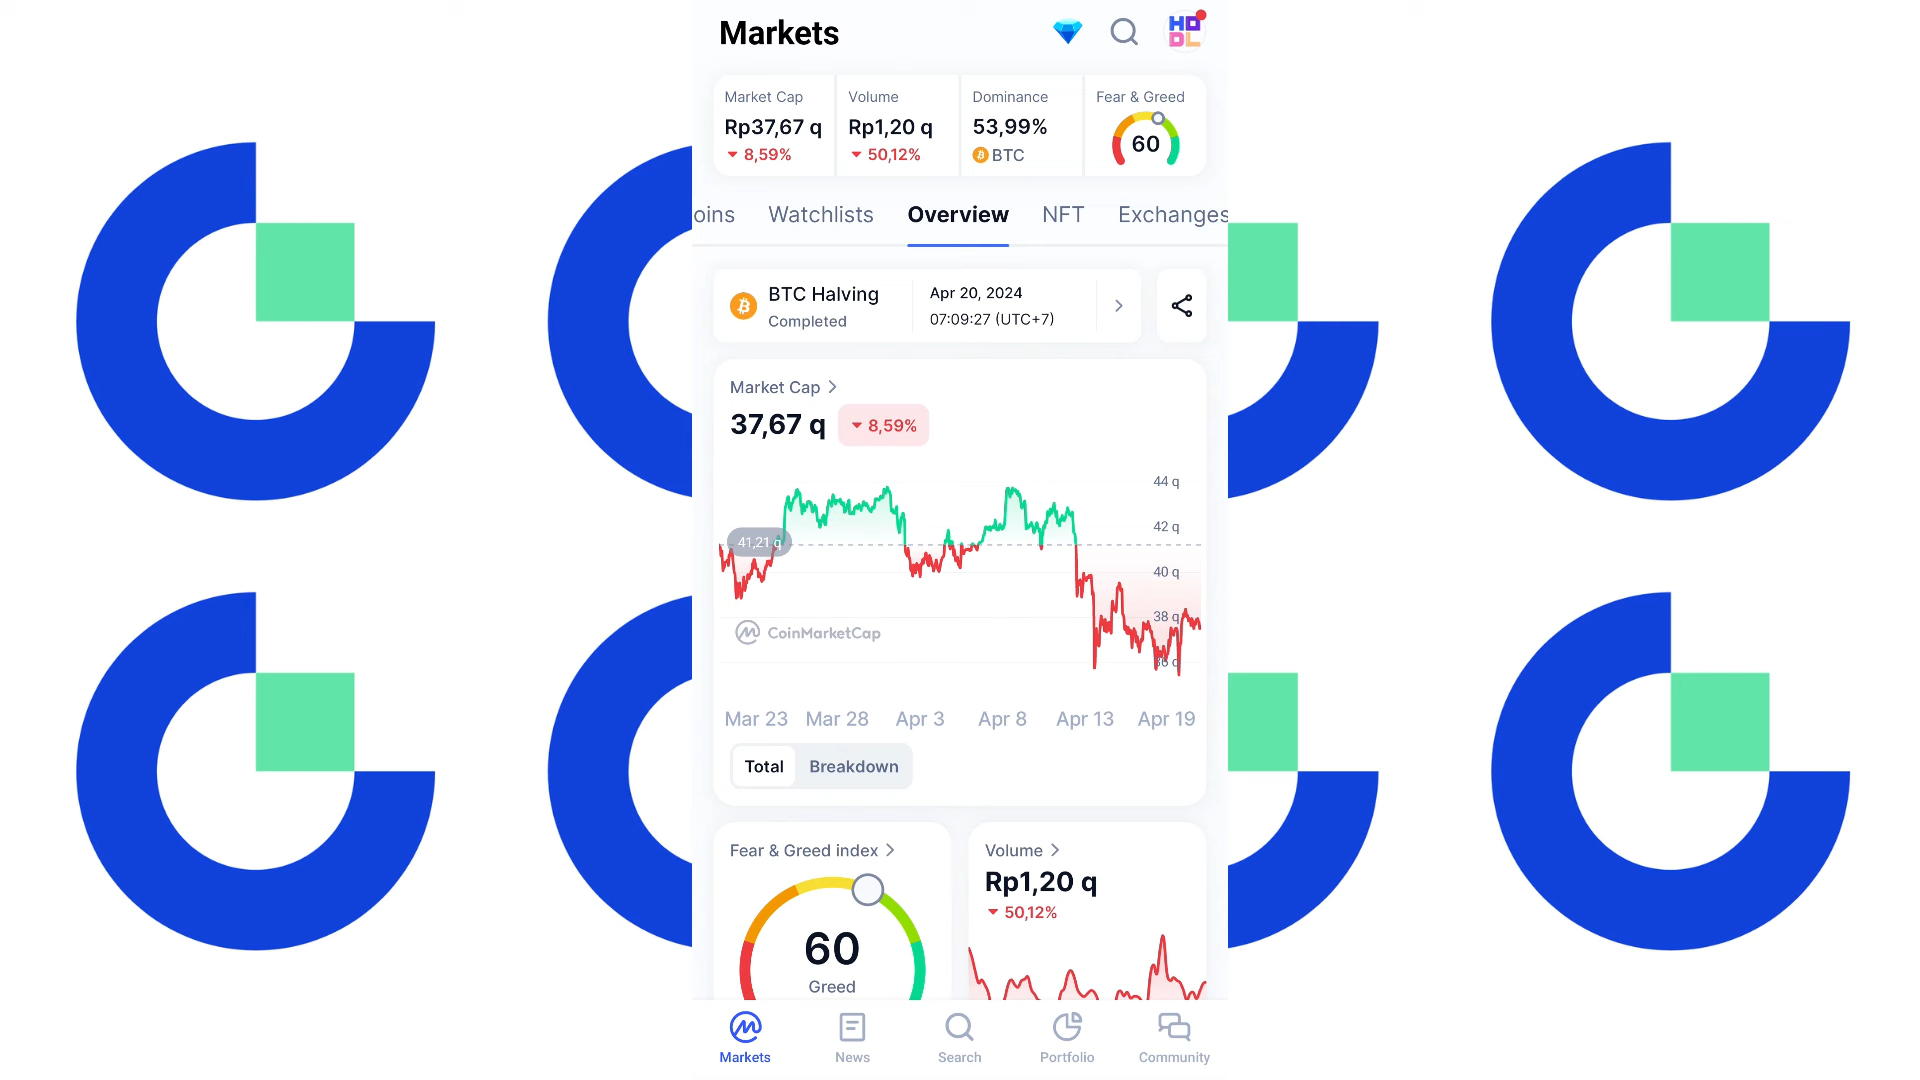 Markets
HODL
Market Cap
Rp37,67 q
8,59%
Volume
Rp1,20 q
50,12%
Dominance
53,99%
BTC
Fear & Greed
60
oins Watchlists Overview NFT Exchanges
BTC Halving
Completed
Apr 20, 2024
07:09:27 (UTC+7)
Market Cap
37,67 q
8,59%
44 q
42 q
41,21 q
40 q
38 q
36 q
CoinMarketCap
Mar 23 Mar 28 Apr 3 Apr 8 Apr 13 Apr 19
Total Breakdown
Fear & Greed index
60
Greed
Volume
Rp1,20 q
50,12%
Markets News Search Portfolio Community